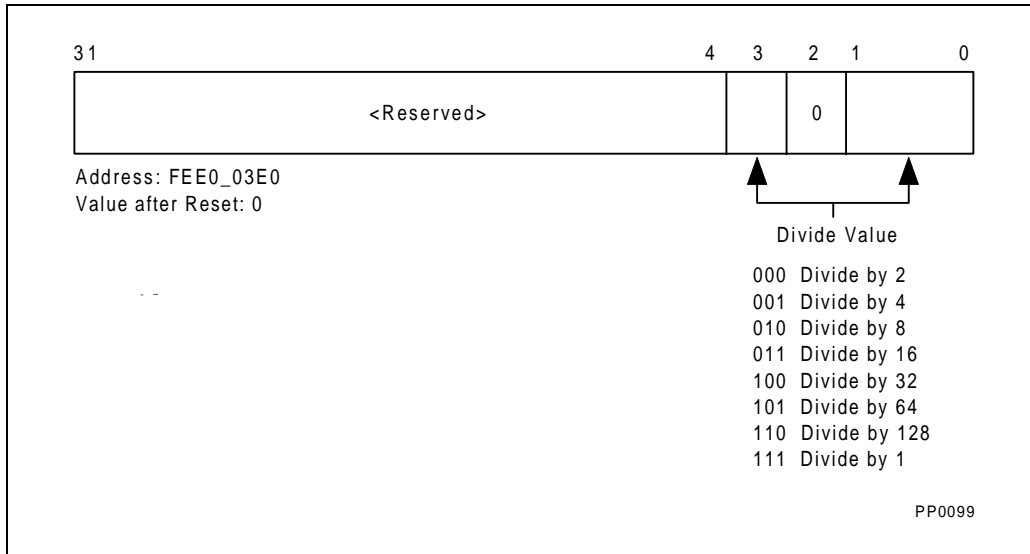 31 4 3 2 1 0
<Reserved> 0
Address: FEE0_03E0
Value after Reset: 0
Divide Value
000 Divide by 2
001 Divide by 4
010 Divide by 8
011 Divide by 16
100 Divide by 32
101 Divide by 64
110 Divide by 128
111 Divide by 1
PP0099